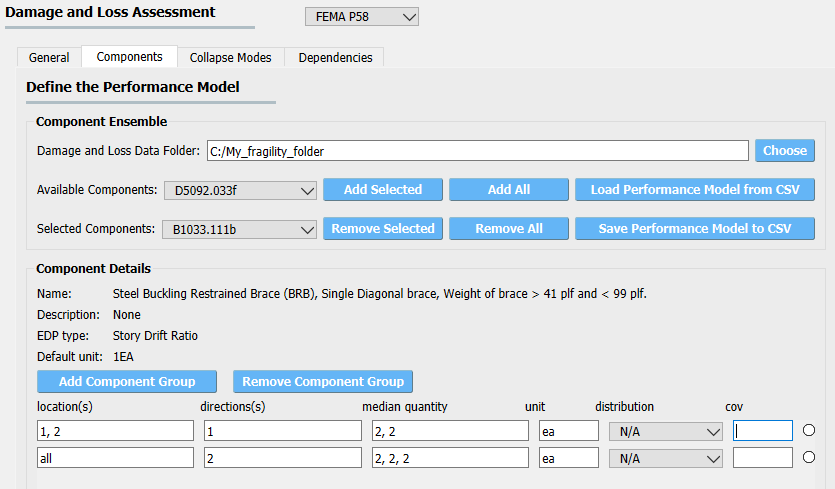 Damage and Loss Assessment FEMA P58
General Components Collapse Modes Dependencies
Define the Performance Model
Component Ensemble
Damage and Loss Data Folder: C:/My_fragility_folder Choose
Available Components: D5092.033f Add Selected Add All Load Performance Model from CSV
Selected Components: B1033.111b Remove Selected Remove All Save Performance Model to CSV
Component Details
Name: Steel Buckling Restrained Brace (BRB), Single Diagonal brace, Weight of brace > 41 plf and < 99 plf.
Description: None
EDP type: Story Drift Ratio
Default unit: 1EA
Add Component Group Remove Component Group
location(s) directions(s) median quantity unit distribution cov
1, 2 1 2, 2 ea N/A
all 2 2, 2, 2 ea N/A